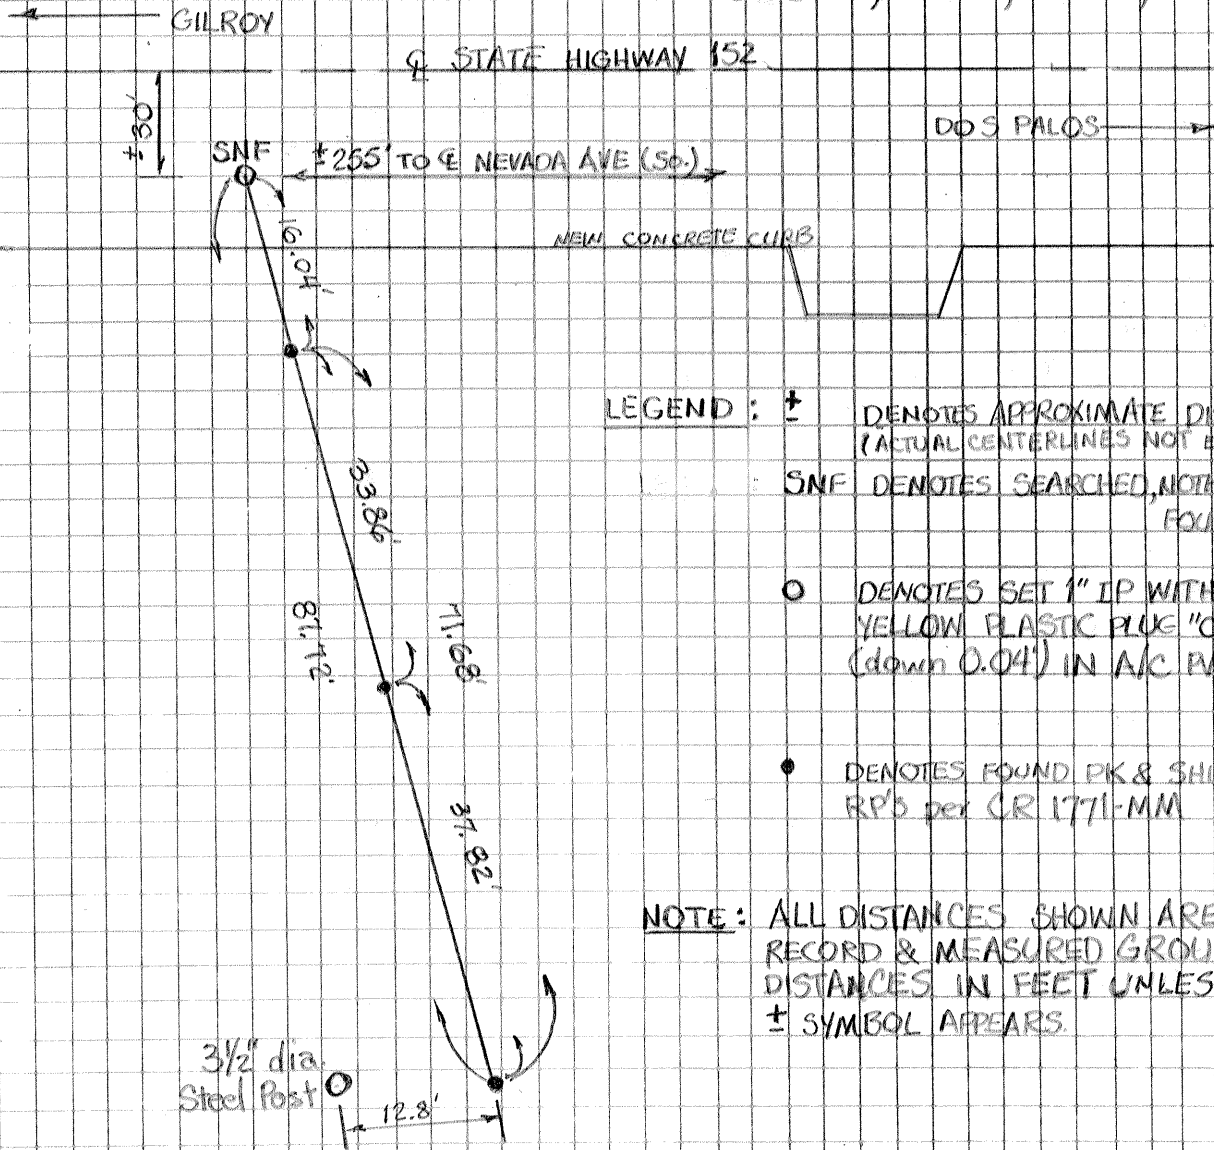 GILROY
℄ STATE HIGHWAY 152
±30'
DOS PALOS
SNF
±255' TO ℄ NEVADA AVE (So.)
NEW CONCRETE CURB
16.04'
33.86'
87.72'
71.68'
37.82'
LEGEND : ± DENOTES APPROXIMATE
(ACTUAL CENTERLINES NOT
SNF DENOTES SEARCHED,
O DENOTES SET 1" IP WITH
YELLOW PLASTIC PLUG
(down 0.04') IN A/C
● DENOTES FOUND PK &
RP'S per CR 1771-MM
NOTE: ALL DISTANCES SHOWN ARE
RECORD & MEASURED
DISTANCES IN FEET
± SYMBOL APPEARS.
3½" dia.
Steel Post
12.8'